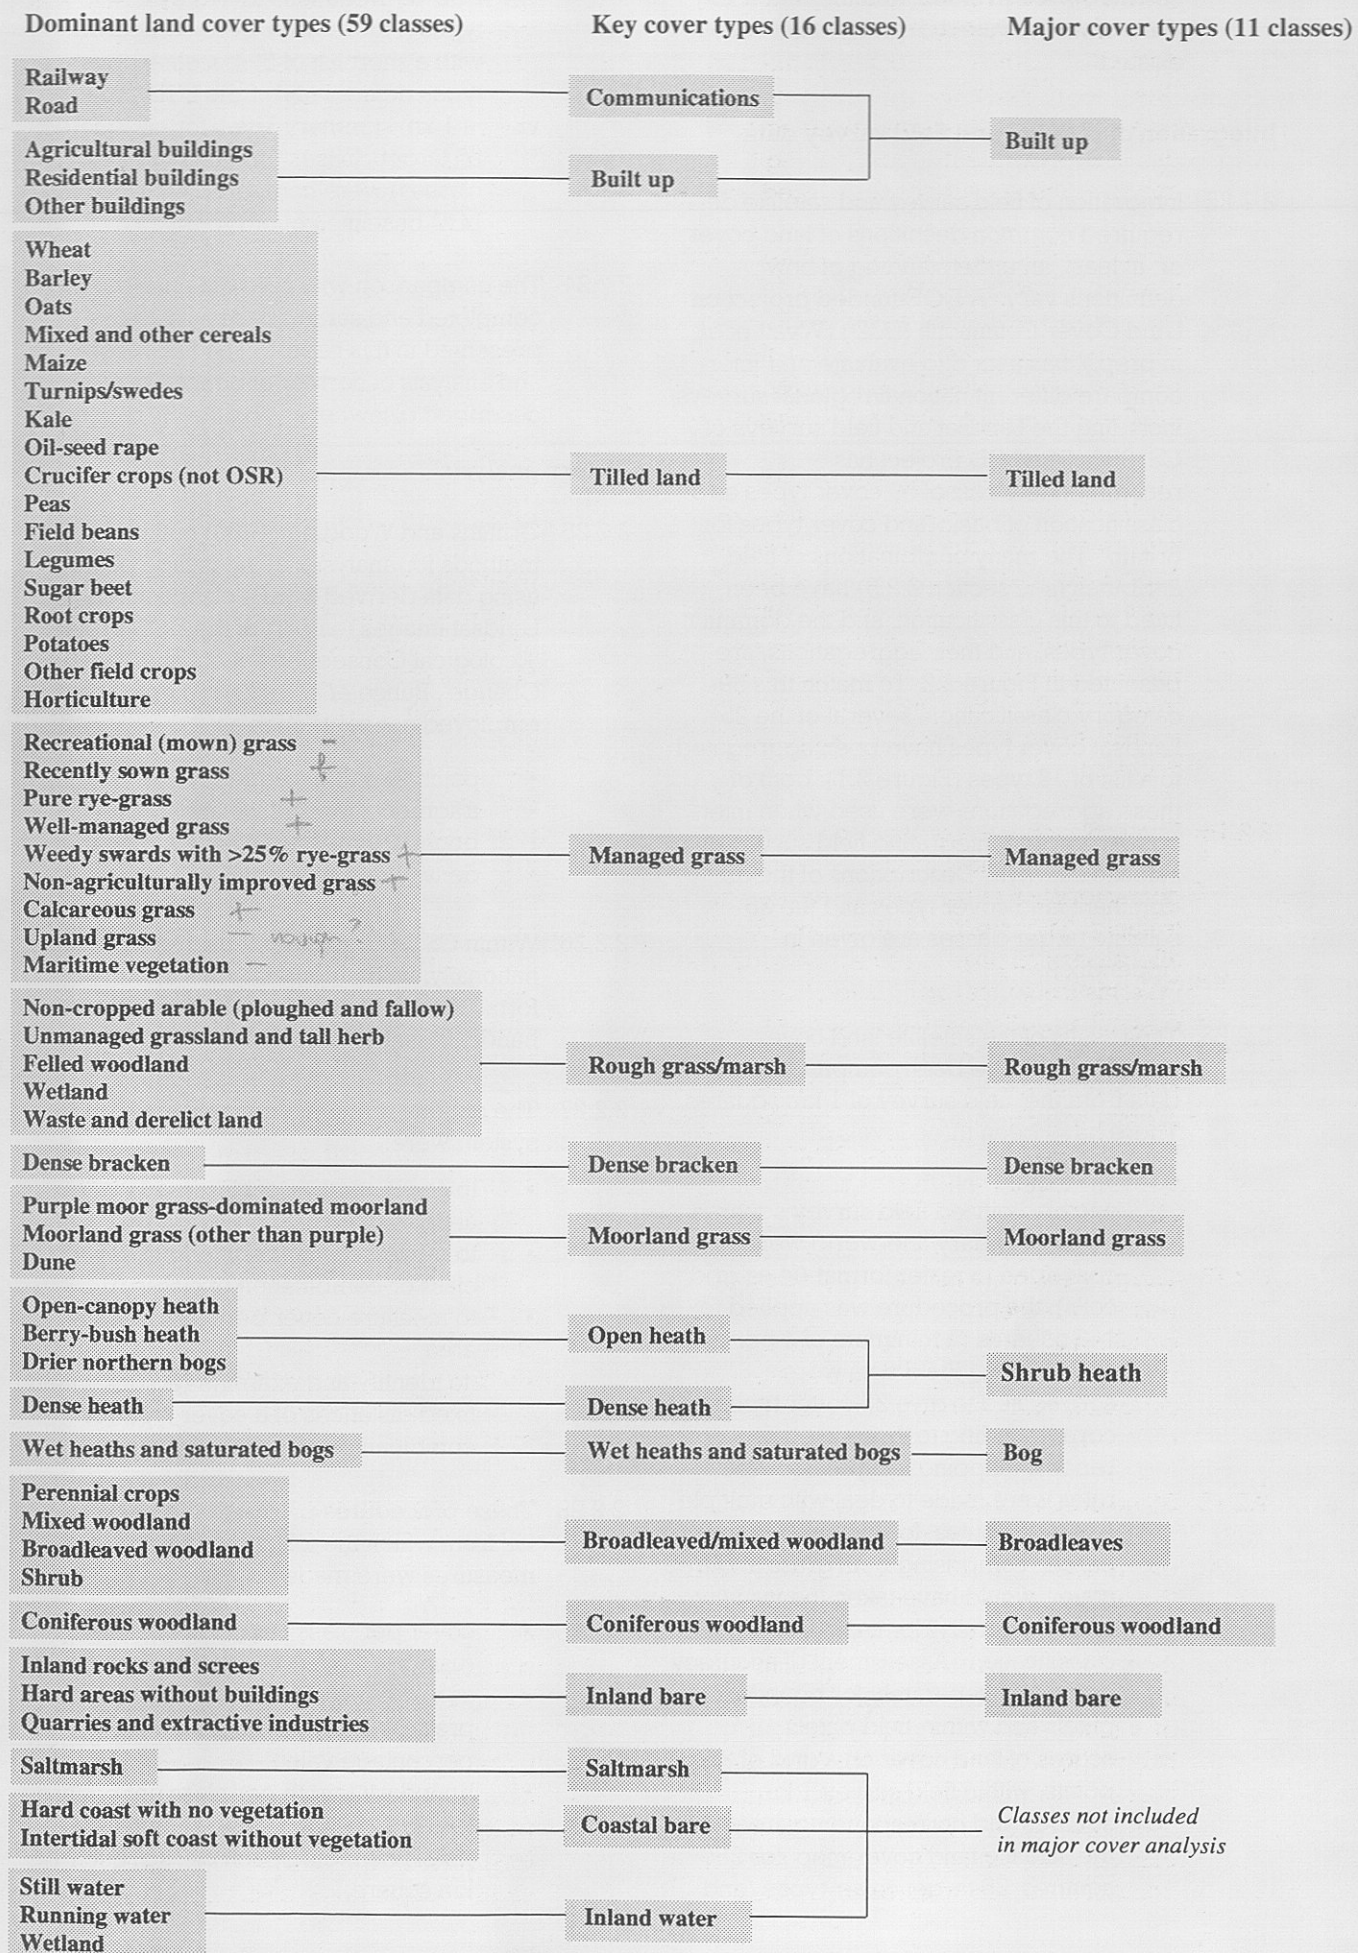 Dominant land cover types (59 classes)
Key cover types (16 classes)
Major cover types (11 classes)
Railway
Road
Communications
Built up
Agricultural buildings
Residential buildings
Other buildings
Built up
Wheat
Barley
Oats
Mixed and other cereals
Maize
Turnips/swedes
Kale
Oil-seed rape
Crucifer crops (not OSR)
Peas
Field beans
Legumes
Sugar beet
Root crops
Potatoes
Other field crops
Horticulture
Tilled land
Tilled land
Recreational (mown) grass –
Recently sown grass +
Pure rye-grass +
Well-managed grass +
Weedy swards with >25% rye-grass +
Non-agriculturally improved grass +
Calcareous grass +
Upland grass – rough?
Maritime vegetation –
Managed grass
Managed grass
Non-cropped arable (ploughed and fallow)
Unmanaged grassland and tall herb
Felled woodland
Wetland
Waste and derelict land
Rough grass/marsh
Rough grass/marsh
Dense bracken
Dense bracken
Dense bracken
Purple moor grass-dominated moorland
Moorland grass (other than purple)
Dune
Moorland grass
Moorland grass
Open-canopy heath
Berry-bush heath
Drier northern bogs
Open heath
Shrub heath
Dense heath
Dense heath
Wet heaths and saturated bogs
Wet heaths and saturated bogs
Bog
Perennial crops
Mixed woodland
Broadleaved woodland
Shrub
Broadleaved/mixed woodland
Broadleaves
Coniferous woodland
Coniferous woodland
Coniferous woodland
Inland rocks and screes
Hard areas without buildings
Quarries and extractive industries
Inland bare
Inland bare
Saltmarsh
Saltmarsh
Hard coast with no vegetation
Intertidal soft coast without vegetation
Coastal bare
Classes not included
in major cover analysis
Still water
Running water
Wetland
Inland water